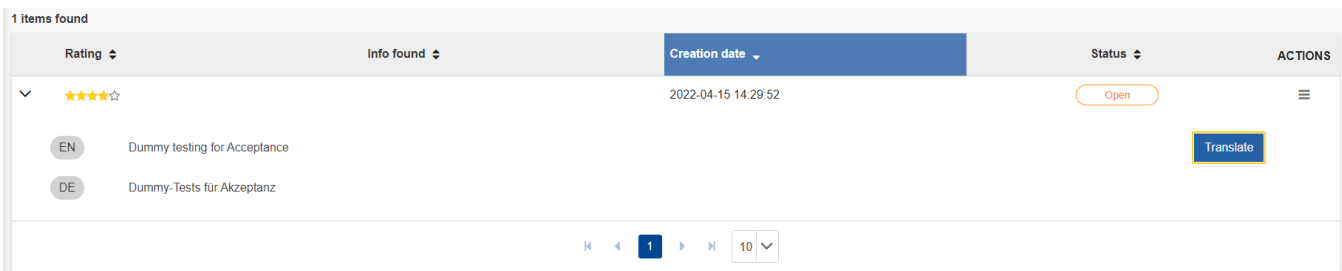 1 items found
Rating Info found Creation date Status ACTIONS
2022-04-15 14:29:52 Open
EN Dummy testing for Acceptance Translate
DE Dummy-Tests für Akzeptanz
1 10